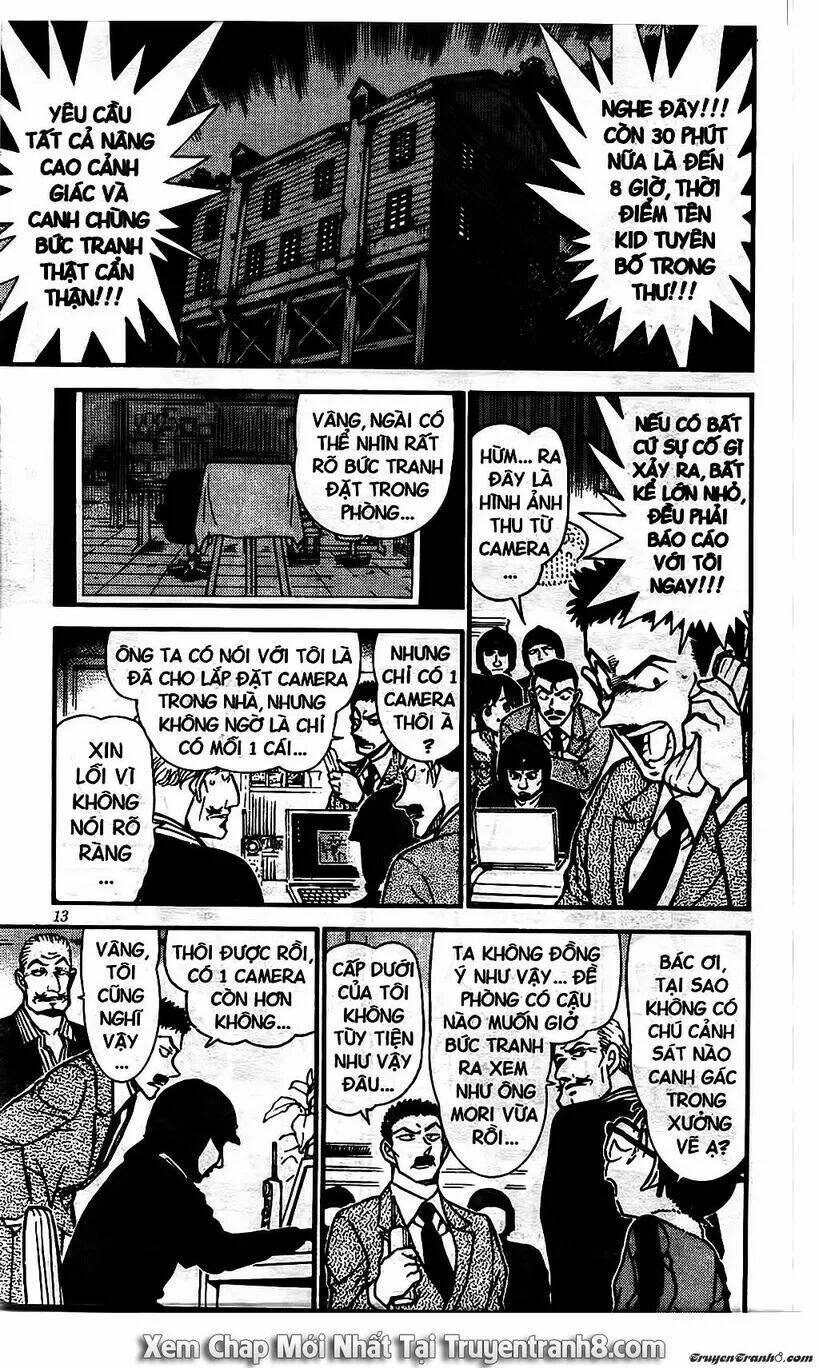 NGHE ĐÂY!!!
CÒN 30 PHÚT
NỮA LÀ ĐẾN
8 GIỜ, THỜI
ĐIỂM TÊN
KID TUYÊN
BỐ TRONG
THƯ!!!
YÊU CẦU
TẤT CẢ NÂNG
CAO CẢNH
GIÁC VÀ
CANH CHỪNG
BỨC TRANH
THẬT CẨN
THẬN!!!
NẾU CÓ BẤT
CỨ SỰ CỐ GÌ
XẢY RA, BẤT
KỂ LỚN NHỎ,
ĐỀU PHẢI
BÁO CÁO
VỚI TÔI
NGAY!!!
HỪM... RA
ĐÂY LÀ
HÌNH ẢNH
THU TỪ
CAMERA
...
VÂNG, NGÀI CÓ
THỂ NHÌN RẤT
RÕ BỨC TRANH
ĐẶT TRONG
PHÒNG...
NHƯNG
CHỈ CÓ 1
CAMERA
THÔI À
?
ÔNG TA CÓ NÓI VỚI TÔI LÀ
ĐÃ CHO LẮP ĐẶT CAMERA
TRONG NHÀ, NHƯNG
KHÔNG NGỜ LÀ CHỈ
CÓ MỖI 1 CÁI...
XIN
LỖI VÌ
KHÔNG
NÓI RÕ
RÀNG
...
13
BÁC ƠI,
TẠI SAO
KHÔNG CÓ
CHÚ CẢNH
SÁT NÀO
CANH GÁC
TRONG
XƯỞNG
VẼ Ạ?
TA KHÔNG ĐỒNG
Ý NHƯ VẬY... ĐỀ
PHÒNG CÓ CẬU
NÀO MUỐN GIỞ
BỨC TRANH
RA XEM
NHƯ ÔNG
MORI VỪA
RỒI...
CẤP DƯỚI
CỦA TÔI
KHÔNG
TÙY TIỆN
NHƯ VẬY
ĐÂU...
THÔI ĐƯỢC RỒI,
CÓ 1 CAMERA
CÒN HƠN
KHÔNG...
VÂNG,
TÔI
CŨNG
NGHĨ
VẬY
...
Xem Chap Mới Nhất Tại Truyentranh8.com
TruyenTranh8.com